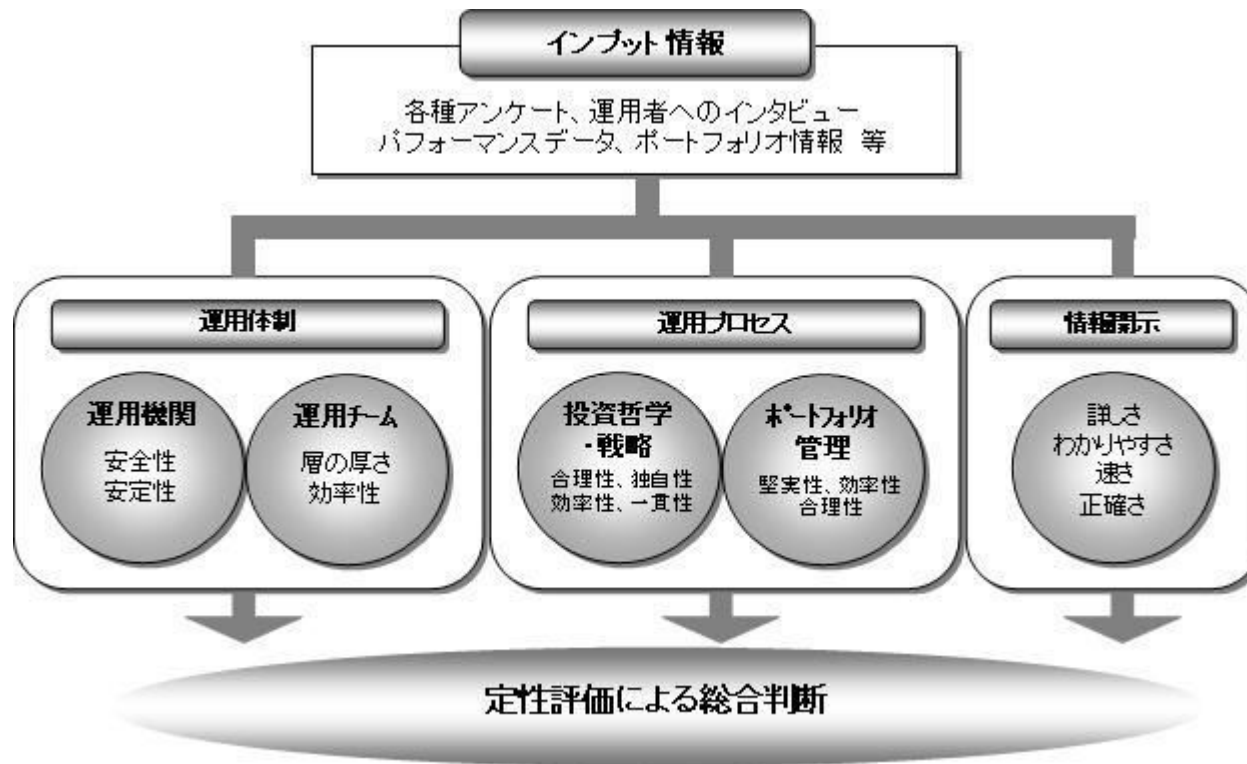 インプット情報
各種アンケート、運用者へのインタビュー
パフォーマンスデータ、ポートフォリオ情報 等
運用体制
運用機関
安全性
安定性
運用チーム
層の厚さ
効率性
運用プロセス
投資哲学
・戦略
合理性、独自性
効率性、一貫性
ポートフォリオ
管理
堅実性、効率性
合理性
情報開示
詳しさ
わかりやすさ
速さ
正確さ
定性評価による総合判断